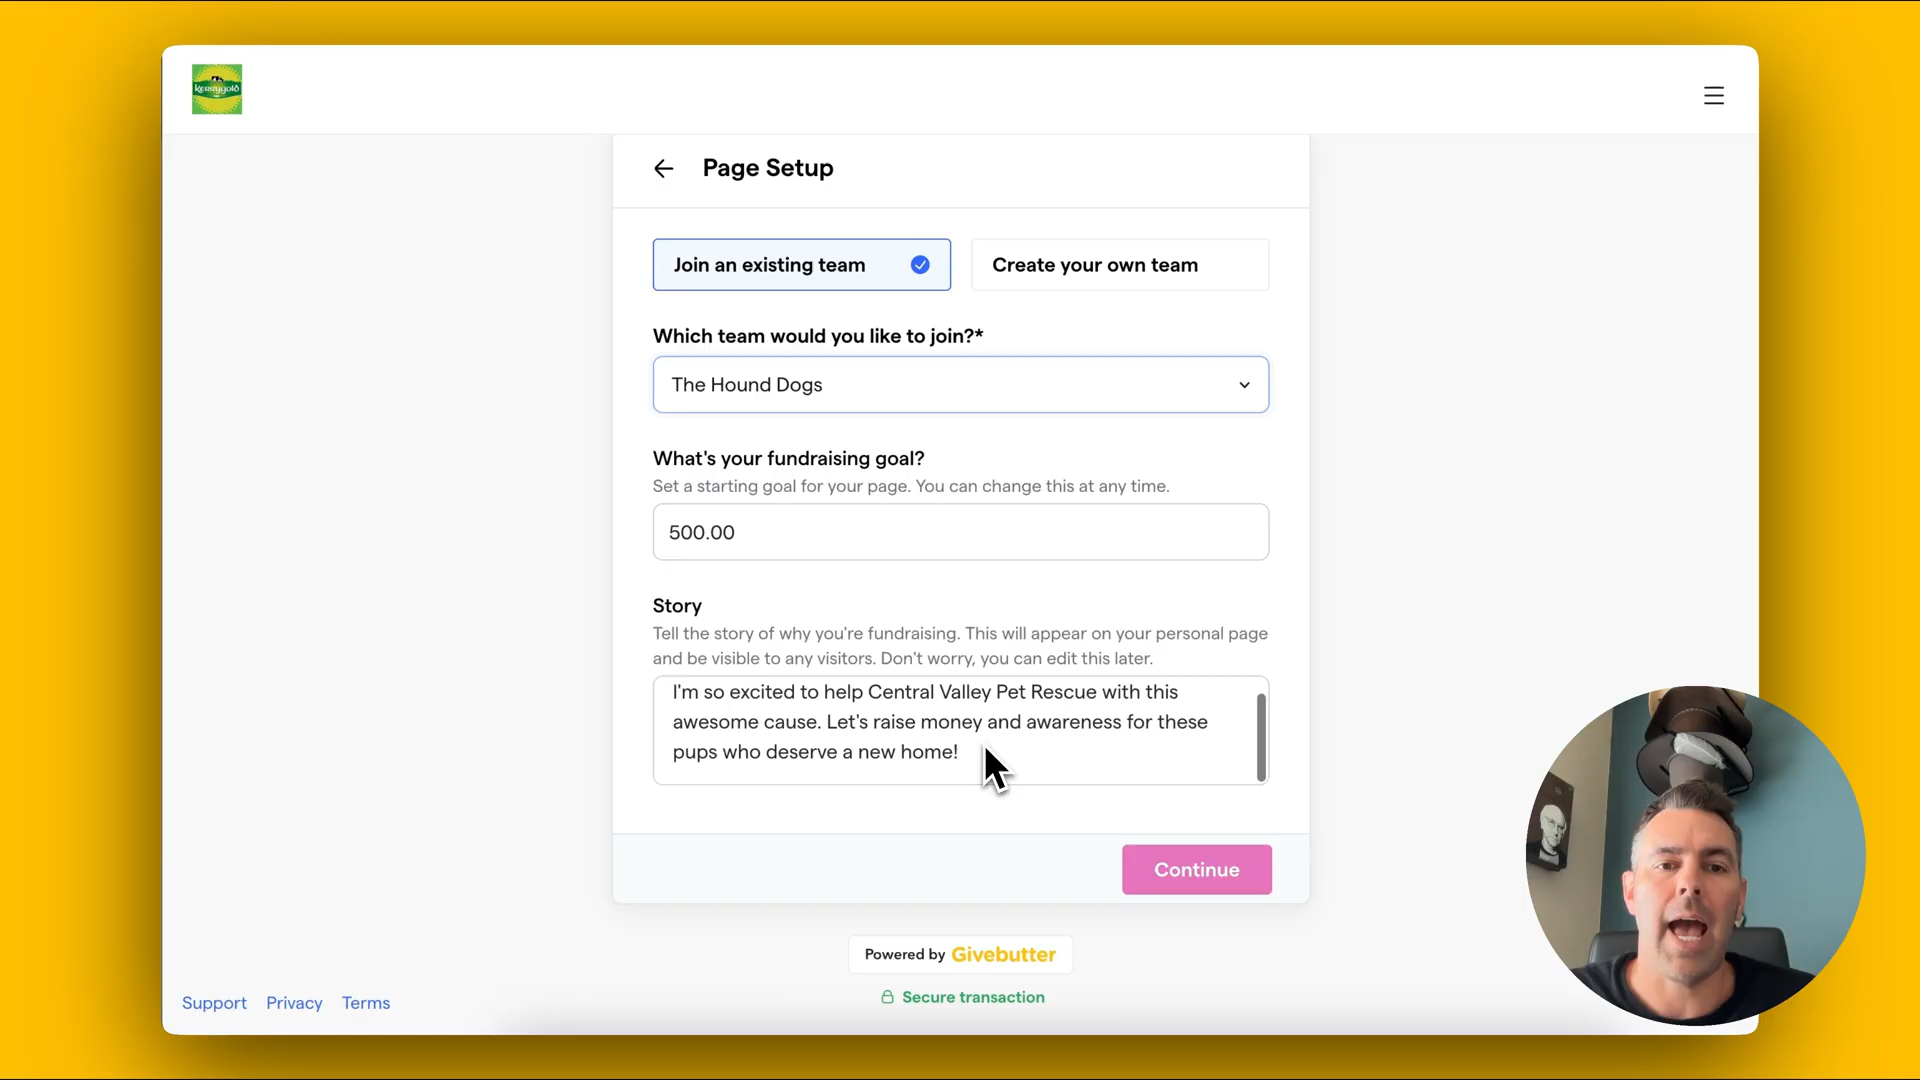 Kerrygold
Page Setup
Join an existing team
Create your own team
Which team would you like to join?*
The Hound Dogs
What's your fundraising goal?
Set a starting goal for your page. You can change this at any time.
500.00
Story
Tell the story of why you're fundraising. This will appear on your personal page
and be visible to any visitors. Don't worry, you can edit this later.
I'm so excited to help Central Valley Pet Rescue with this
awesome cause. Let's raise money and awareness for these
pups who deserve a new home!
Continue
Powered by Givebutter
Secure transaction
Support Privacy Terms